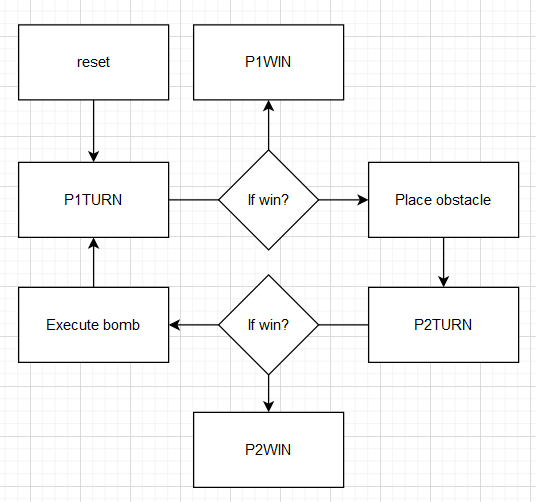 reset
P1WIN
P1TURN
If win?
Place obstacle
Execute bomb
If win?
P2TURN
P2WIN